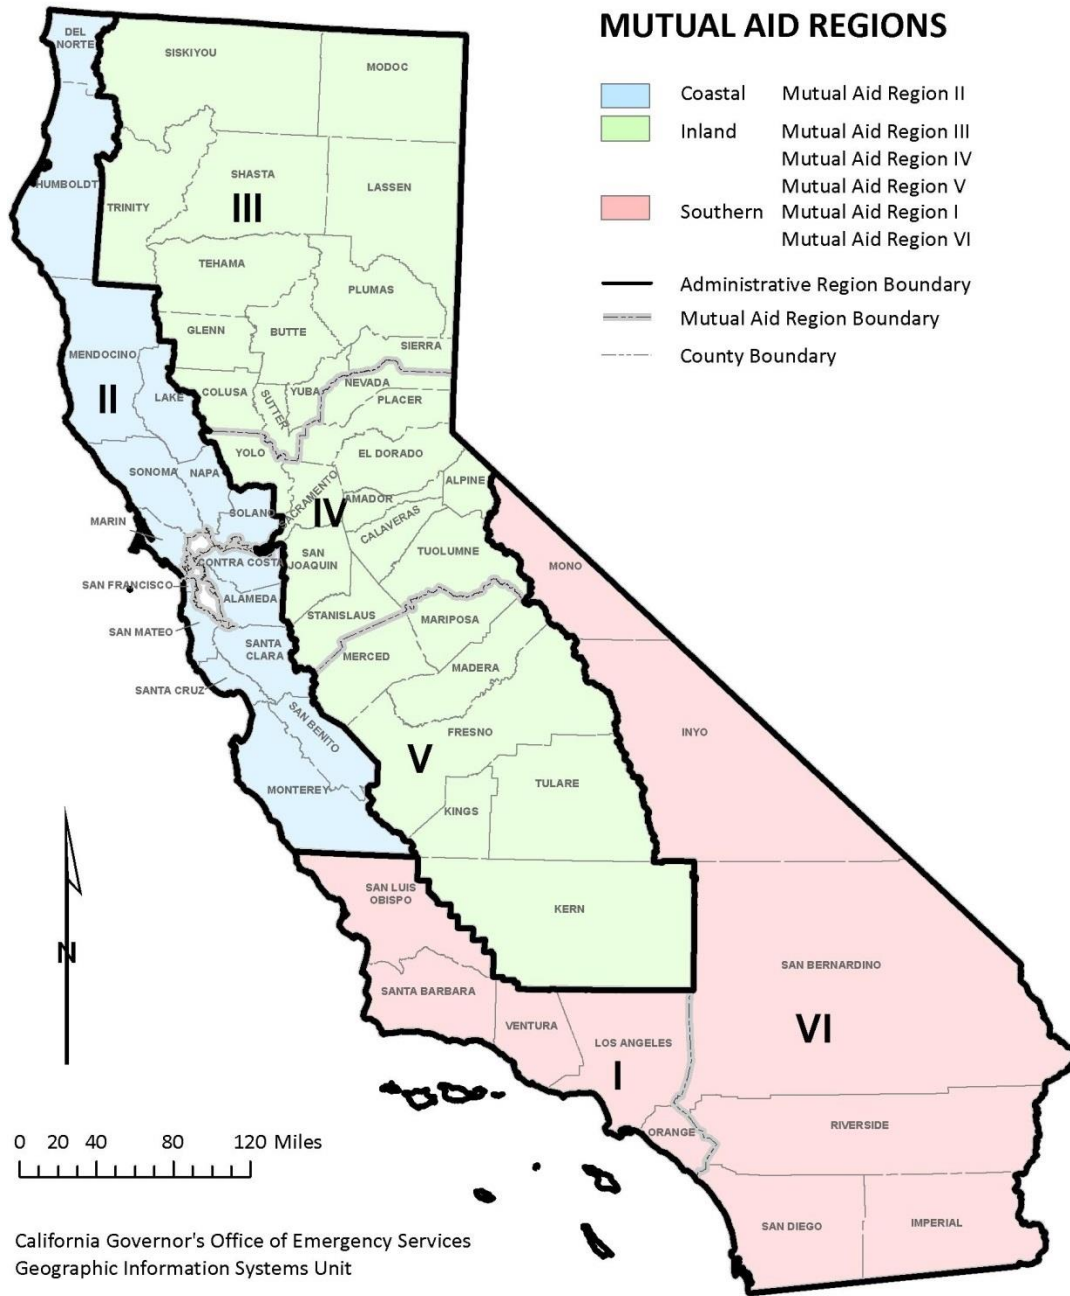 MUTUAL AID REGIONS
Coastal Mutual Aid Region II
Inland Mutual Aid Region III
Mutual Aid Region IV
Mutual Aid Region V
Southern Mutual Aid Region I
Mutual Aid Region VI
Administrative Region Boundary
Mutual Aid Region Boundary
County Boundary
DEL
NORTE
SISKIYOU
MODOC
HUMBOLDT
TRINITY
SHASTA
LASSEN
III
TEHAMA
PLUMAS
GLENN
BUTTE
SIERRA
MENDOCINO
II
LAKE
COLUSA
SUTTER
YUBA
NEVADA
PLACER
YOLO
EL DORADO
SONOMA
NAPA
SACRAMENTO
AMADOR
ALPINE
MARIN
SOLANO
IV
CALAVERAS
TUOLUMNE
MONO
SAN FRANCISCO
CONTRA COSTA
SAN
JOAQUIN
ALAMEDA
SAN MATEO
STANISLAUS
MARIPOSA
SANTA
CLARA
MERCED
MADERA
SANTA CRUZ
SAN BENITO
FRESNO
INYO
V
MONTEREY
KINGS
TULARE
SAN LUIS
OBISPO
KERN
N
SAN BERNARDINO
SANTA BARBARA
VENTURA
LOS ANGELES
VI
I
ORANGE
RIVERSIDE
SAN DIEGO
IMPERIAL
0 20 40 80 120 Miles
California Governor's Office of Emergency Services
Geographic Information Systems Unit